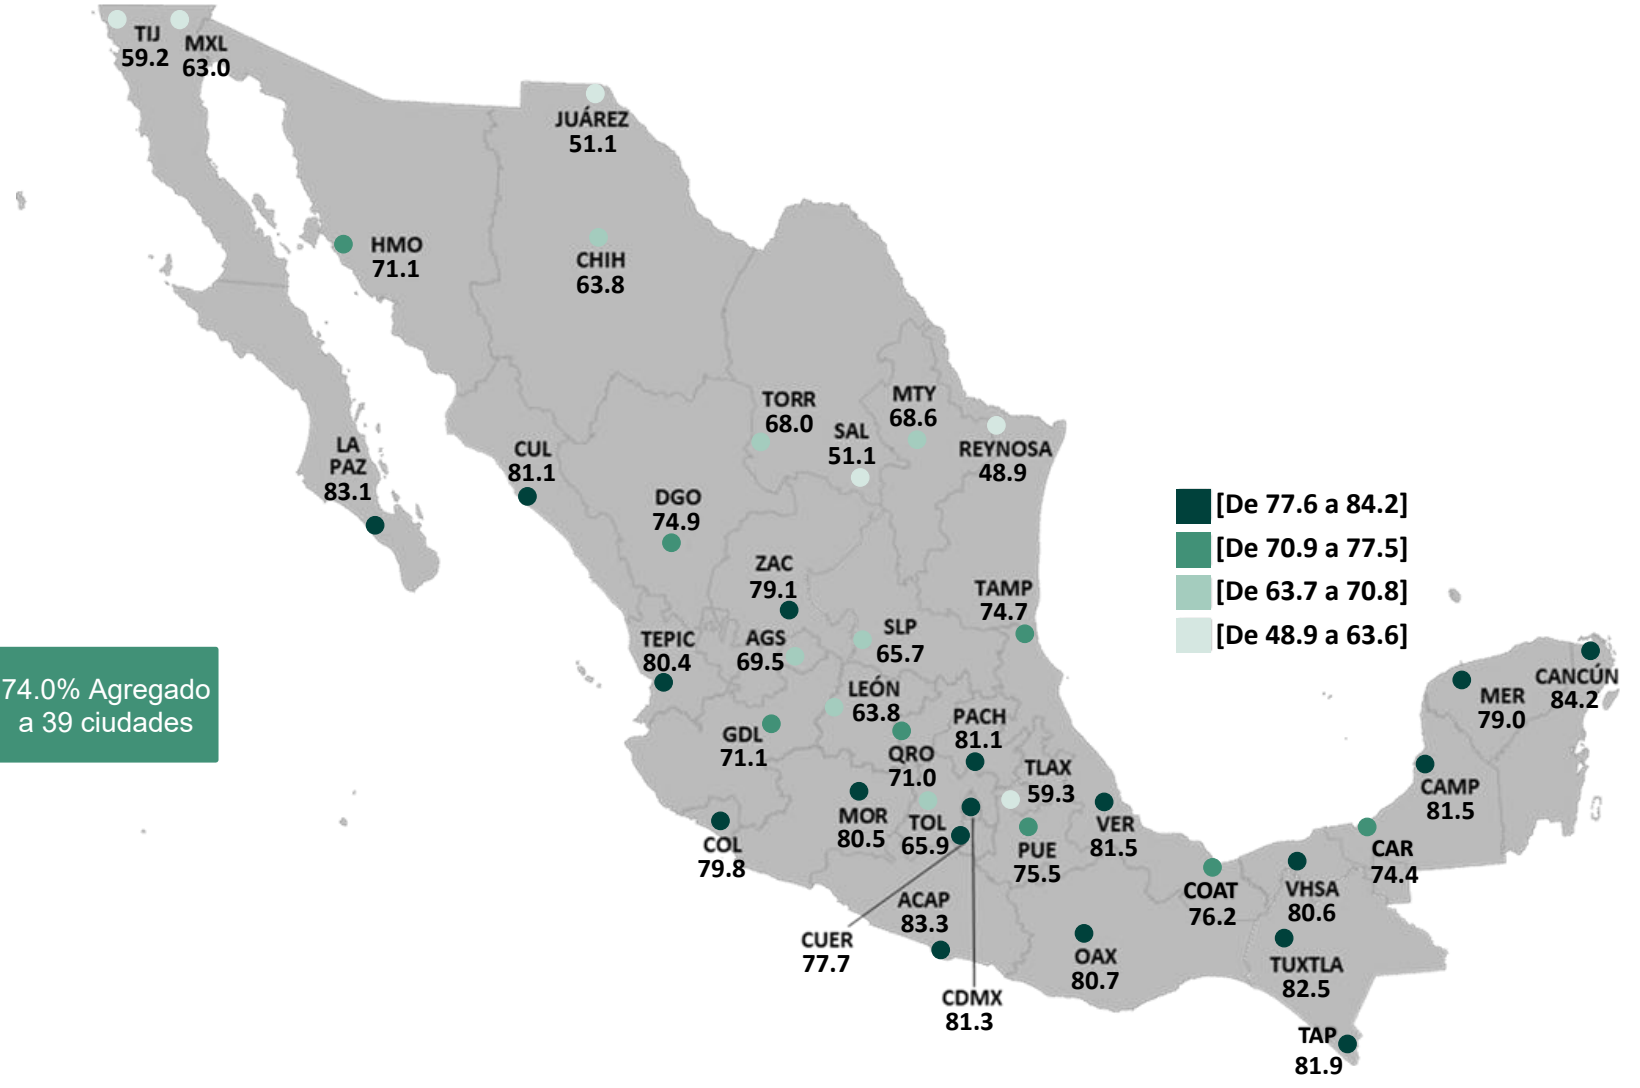 TIJ
59.2
MXL
63.0
JUÁREZ
51.1
HMO
71.1
CHIH
63.8
TORR
68.0
MTY
68.6
SAL
51.1
REYNOSA
48.9
LA
PAZ
83.1
CUL
81.1
DGO
74.9
ZAC
79.1
TAMP
74.7
TEPIC
80.4
AGS
69.5
SLP
65.7
LEÓN
63.8
GDL
71.1
QRO
71.0
PACH
81.1
TLAX
59.3
COL
79.8
MOR
80.5
TOL
65.9
PUE
75.5
VER
81.5
ACAP
83.3
CUER
77.7
CDMX
81.3
OAX
80.7
COAT
76.2
VHSA
80.6
TUXTLA
82.5
TAP
81.9
CAR
74.4
CAMP
81.5
MER
79.0
CANCÚN
84.2
[De 77.6 a 84.2]
[De 70.9 a 77.5]
[De 63.7 a 70.8]
[De 48.9 a 63.6]
74.0% Agregado
a 39 ciudades